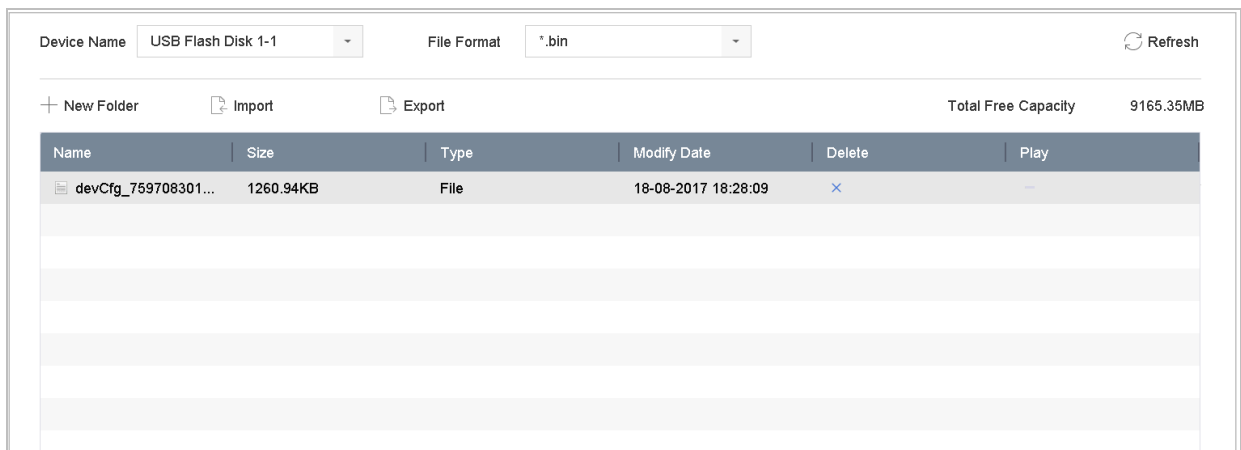 Device Name USB Flash Disk 1-1 File Format *.bin Refresh
New Folder Import Export Total Free Capacity 9165.35MB
Name Size Type Modify Date Delete Play
devCfg_759708301... 1260.94KB File 18-08-2017 18:28:09